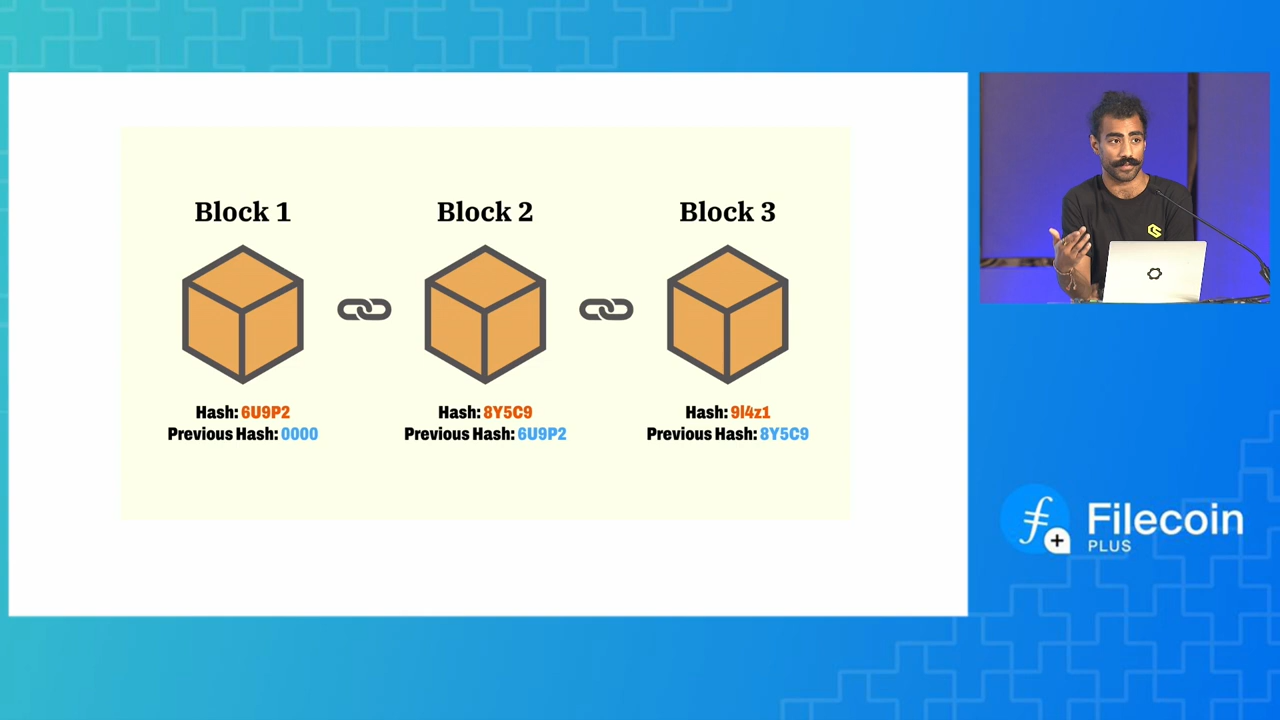 Block 1
Block 2
Block 3
Hash: 6U9P2
Previous Hash: 0000
Hash: 8Y5C9
Previous Hash: 6U9P2
Hash: 9l4z1
Previous Hash: 8Y5C9
Filecoin
PLUS